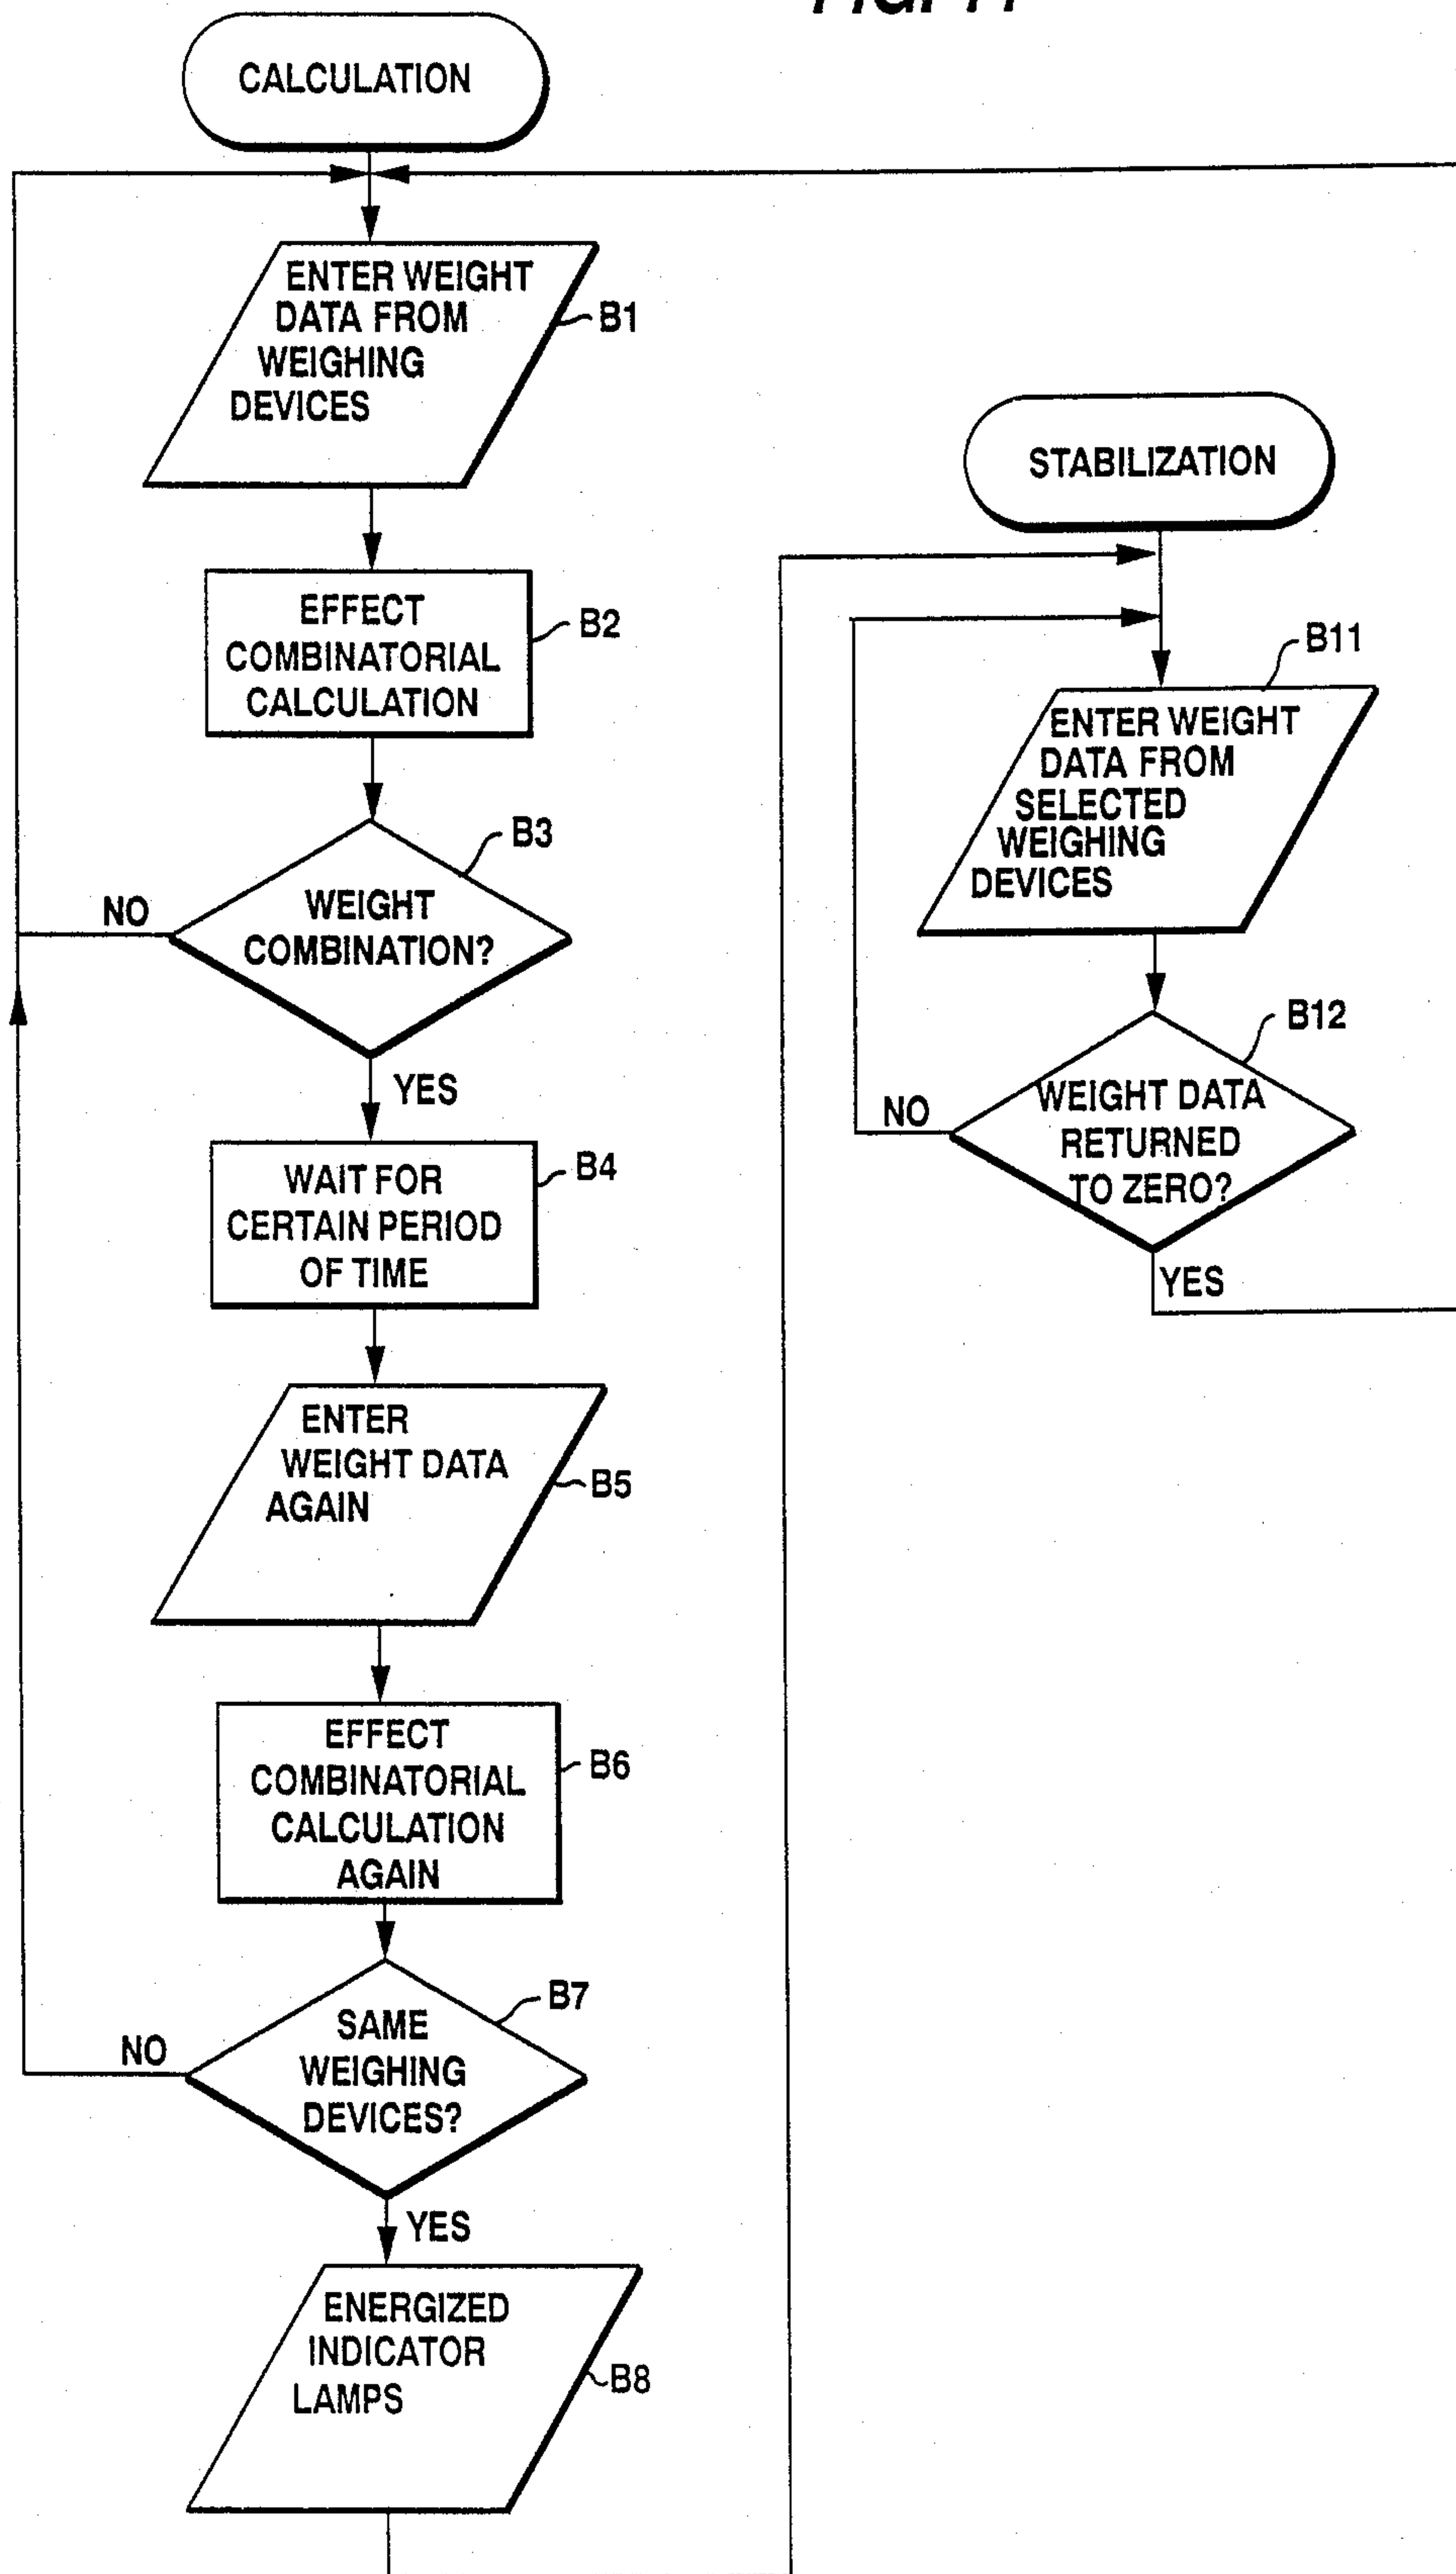 CALCULATION
ENTER WEIGHT
DATA FROM
WEIGHING
DEVICES
B1
EFFECT
COMBINATORIAL
CALCULATION
B2
B3
WEIGHT
COMBINATION?
NO
YES
WAIT FOR
CERTAIN PERIOD
OF TIME
B4
ENTER
WEIGHT DATA
AGAIN
B5
EFFECT
COMBINATORIAL
CALCULATION
AGAIN
B6
B7
SAME
WEIGHING
DEVICES?
NO
YES
ENERGIZED
INDICATOR
LAMPS
B8
STABILIZATION
B11
ENTER WEIGHT
DATA FROM
SELECTED
WEIGHING
DEVICES
B12
WEIGHT DATA
RETURNED
TO ZERO?
NO
YES